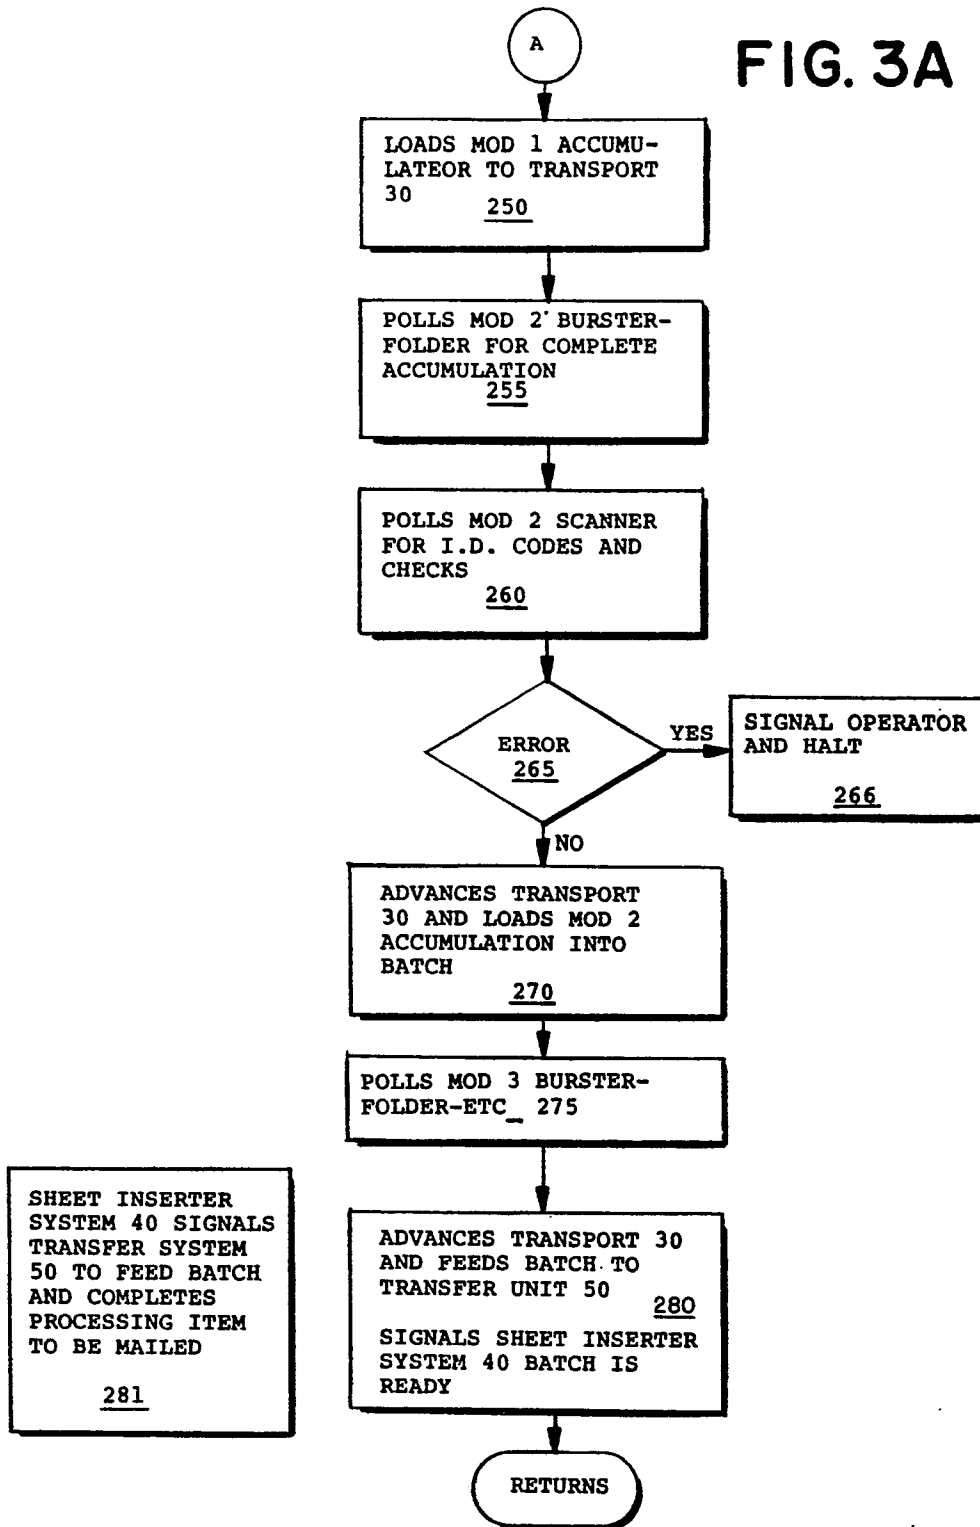 A
FIG. 3A
LOADS MOD 1 ACCUMU-
LATEOR TO TRANSPORT
30
250
POLLS MOD 2 BURSTER-
FOLDER FOR COMPLETE
ACCUMULATION
255
POLLS MOD 2 SCANNER
FOR I.D. CODES AND
CHECKS
260
ERROR
265
YES
SIGNAL OPERATOR
AND HALT
266
NO
ADVANCES TRANSPORT
30 AND LOADS MOD 2
ACCUMULATION INTO
BATCH
270
POLLS MOD 3 BURSTER-
FOLDER-ETC_ 275
SHEET INSERTER
SYSTEM 40 SIGNALS
TRANSFER SYSTEM
50 TO FEED BATCH
AND COMPLETES
PROCESSING ITEM
TO BE MAILED
281
ADVANCES TRANSPORT 30
AND FEEDS BATCH TO
TRANSFER UNIT 50
280
SIGNALS SHEET INSERTER
SYSTEM 40 BATCH IS
READY
RETURNS